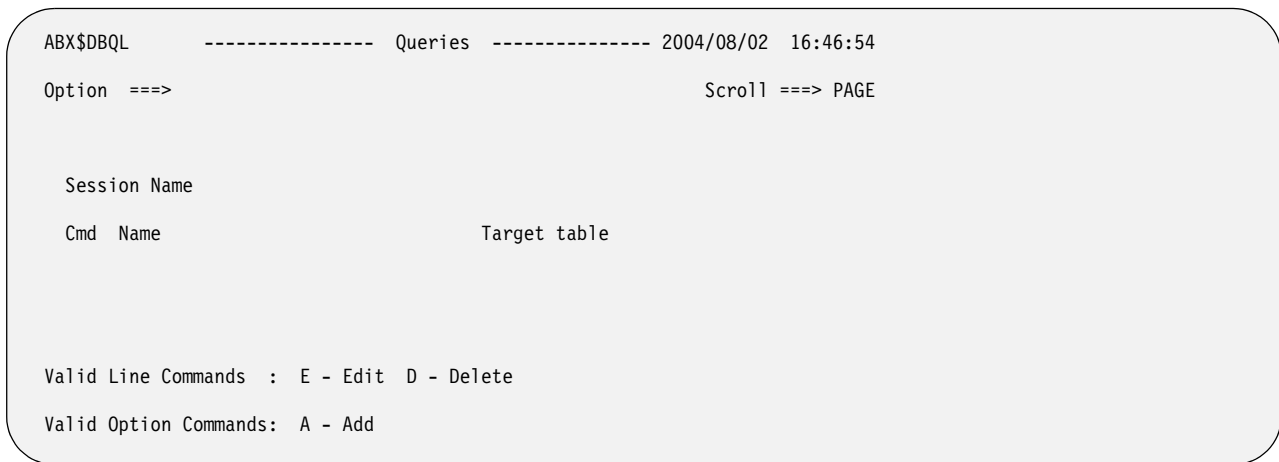 ABX$DBQL       ----------------  Queries  --------------- 2004/08/02  16:46:54
Option  ===>                                                  Scroll ===> PAGE
  Session Name
  Cmd  Name                              Target table
Valid Line Commands  :  E - Edit  D - Delete
Valid Option Commands:  A - Add